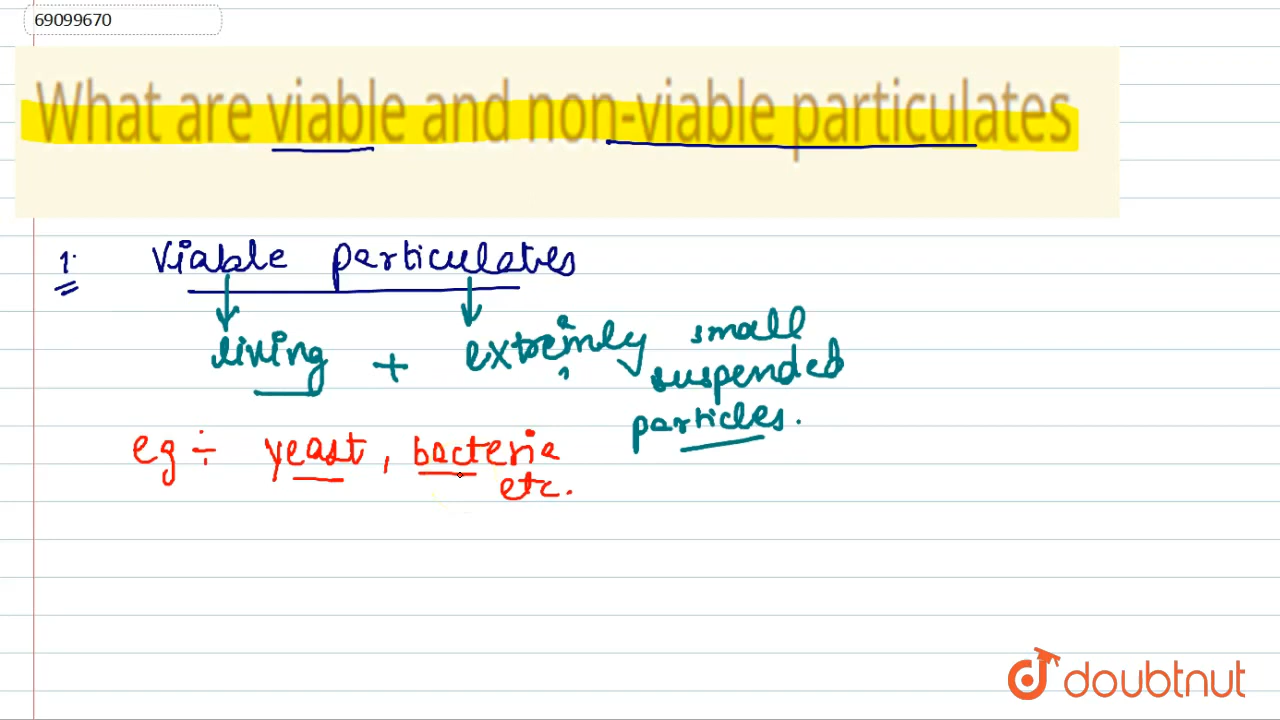 69099670
What are viable and non-viable particulates
1. Viable particulates
living + extremly small
suspended
particles.
eg ÷ yeast, bacteria
etc.
doubtnut